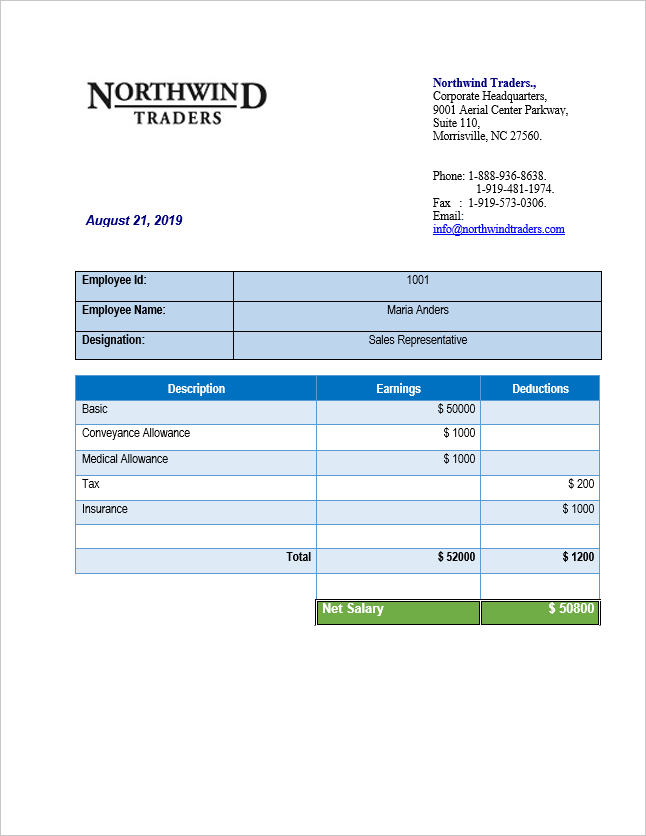 NORTHWIND
TRADERS
Northwind Traders.,
Corporate Headquarters,
9001 Aerial Center Parkway,
Suite 110,
Morrisville, NC 27560.
Phone: 1-888-936-8638.
1-919-481-1974.
Fax : 1-919-573-0306.
Email:
info@northwindtraders.com
August 21, 2019
Employee Id: 1001
Employee Name: Maria Anders
Designation: Sales Representative
Description Earnings Deductions
Basic $ 50000
Conveyance Allowance $ 1000
Medical Allowance $ 1000
Tax $ 200
Insurance $ 1000
Total $ 52000 $ 1200
Net Salary $ 50800